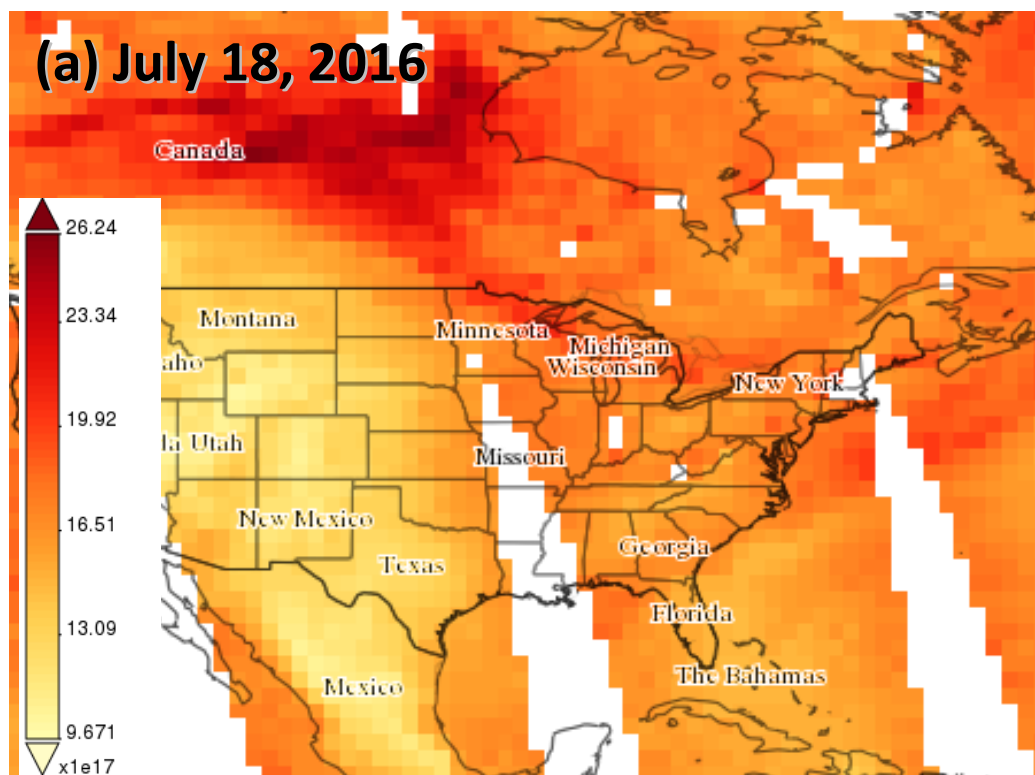 (a) July 18, 2016
Canada
26.24
23.34
19.92
16.51
13.09
9.671
x1e17
Montana
Minnesota
Michigan
Wisconsin
aho
New York
la Utah
Missouri
New Mexico
Texas
Georgia
Florida
The Bahamas
Mexico